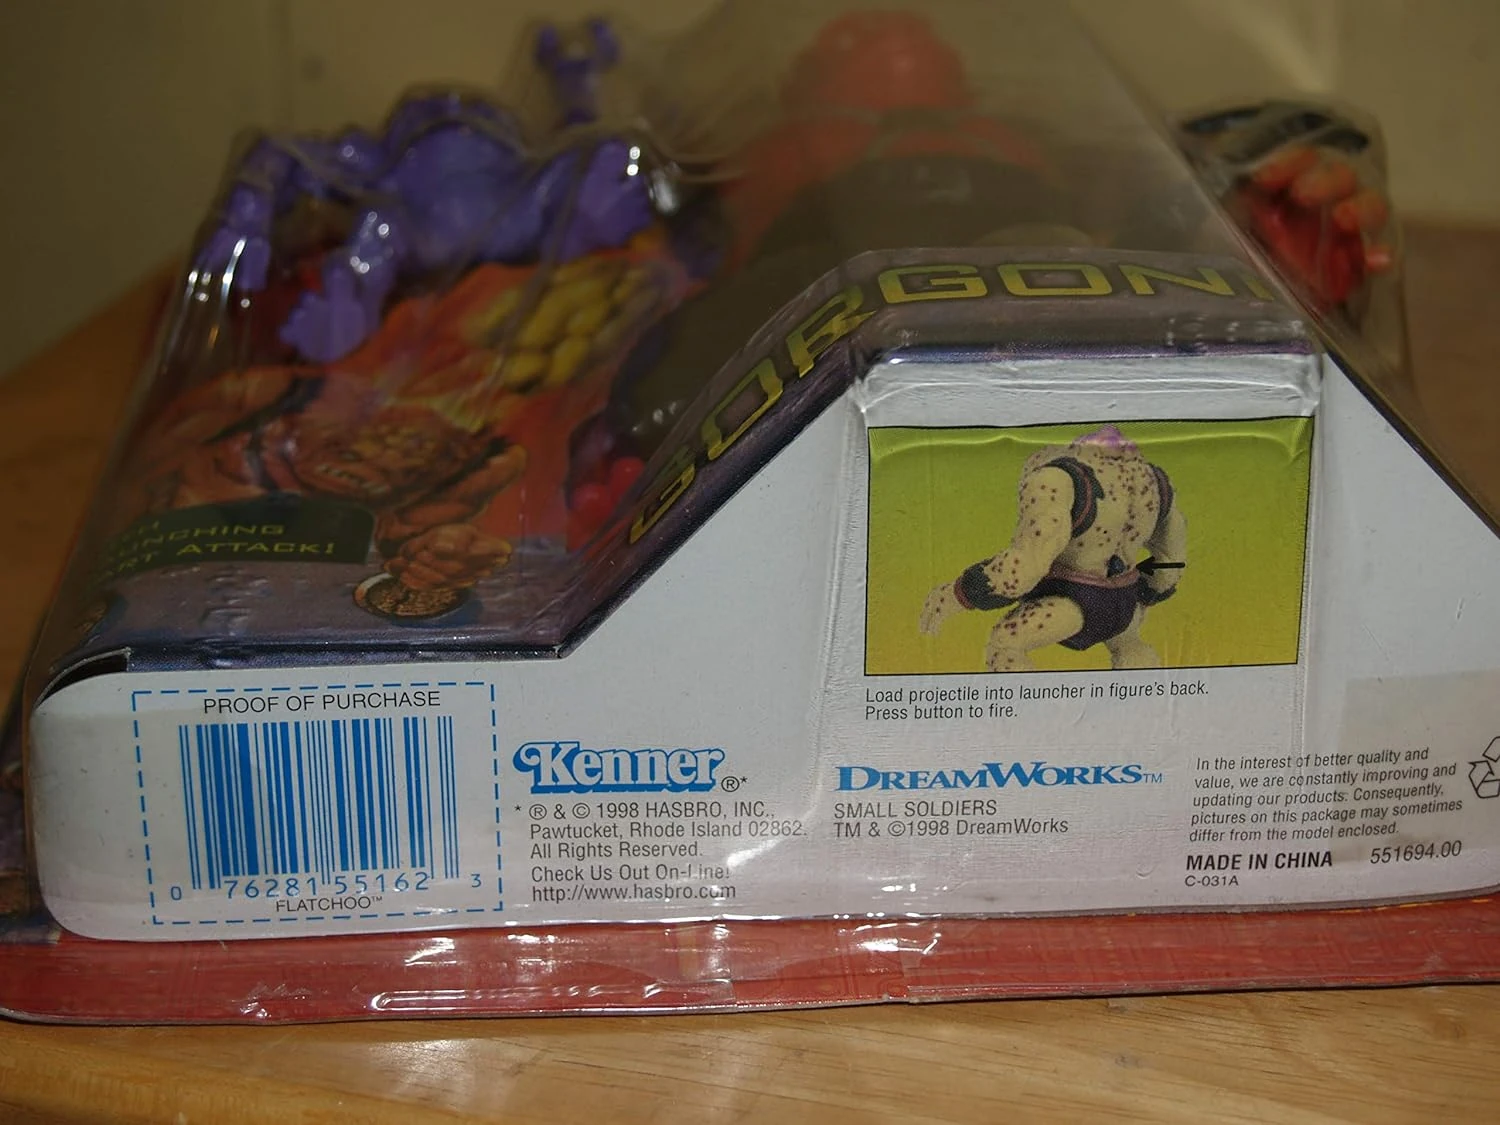 GORGON
NCHING
ATTACK!
PROOF OF PURCHASE
0 76281 55162 3
FLATCHOO™
Kenner®*
* ® & © 1998 HASBRO, INC.,
Pawtucket, Rhode Island 02862.
All Rights Reserved.
Check Us Out On-Line!
http://www.hasbro.com
Load projectile into launcher in figure's back.
Press button to fire.
DREAMWORKS™
SMALL SOLDIERS
TM & ©1998 DreamWorks
In the interest of better quality and
value, we are constantly improving and
updating our products. Consequently,
pictures on this package may sometimes
differ from the model enclosed.
MADE IN CHINA 551694.00
C-031A